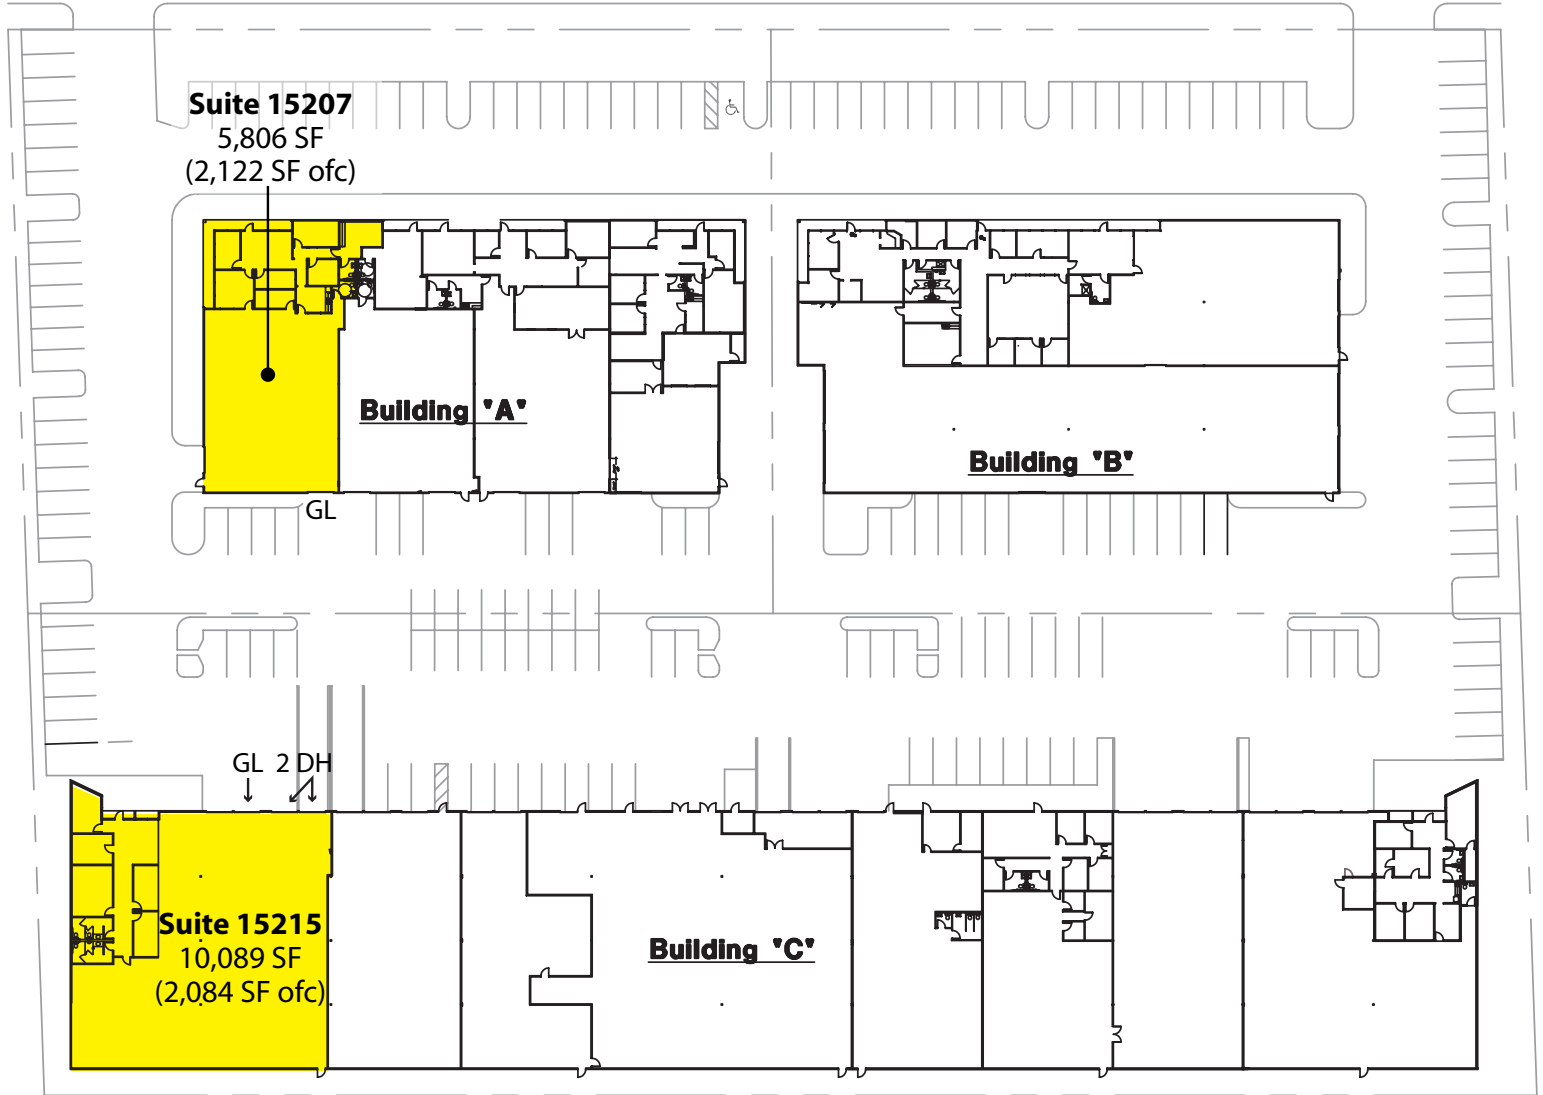 Suite 15207
5,806 SF
(2,122 SF ofc)
Building "A"
Building "B"
GL
GL 2 DH
Suite 15215
10,089 SF
(2,084 SF ofc)
Building "C"